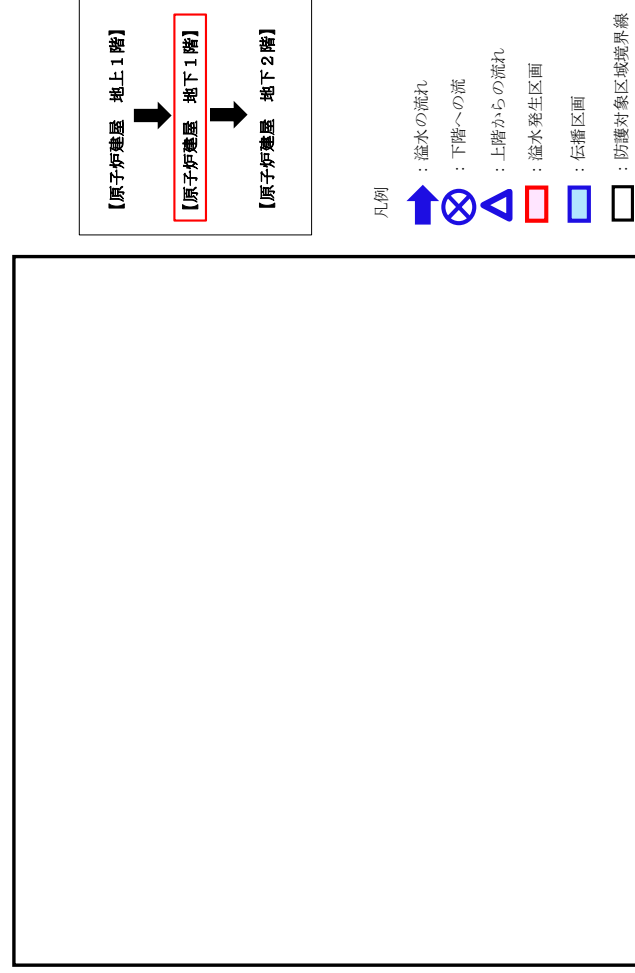 【原子炉建屋　地上１階】
【原子炉建屋　地下１階】
【原子炉建屋　地下２階】
凡例
：溢水の流れ
：下階への流
：上階からの流れ
：溢水発生区画
：伝播区画
：防護対象区域境界線